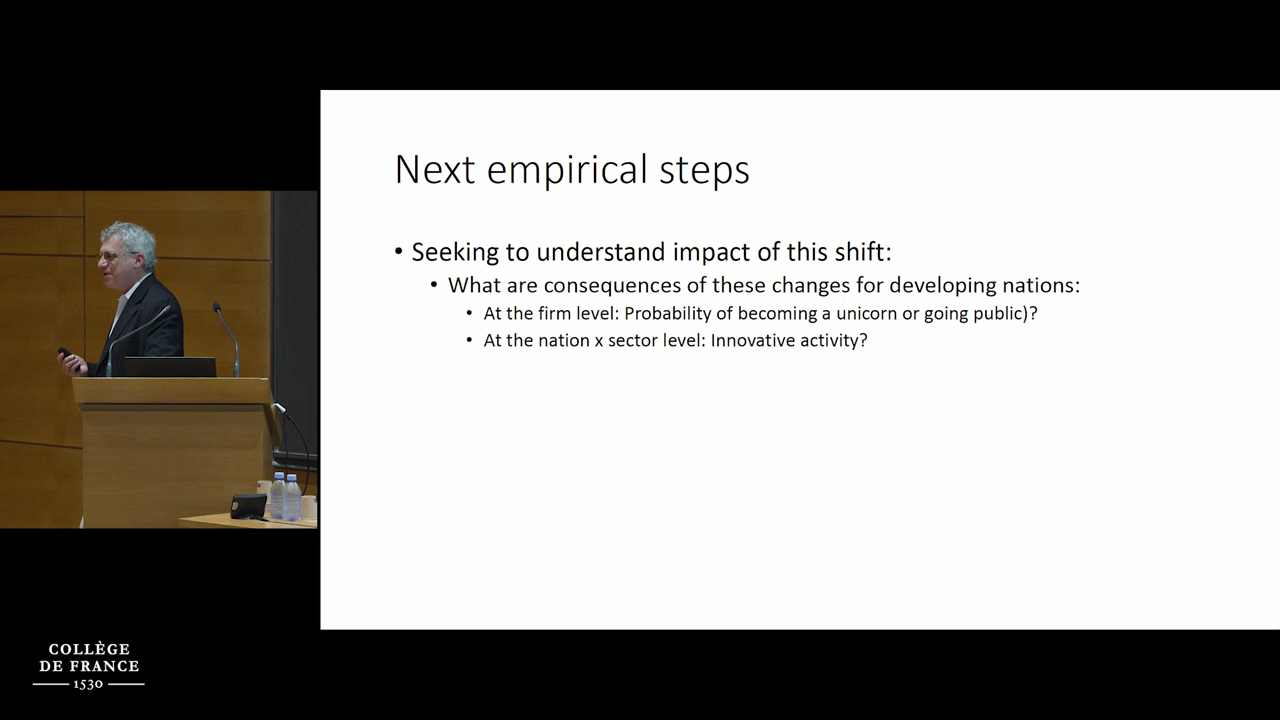 Next empirical steps
• Seeking to understand impact of this shift:
• What are consequences of these changes for developing nations:
• At the firm level: Probability of becoming a unicorn or going public)?
• At the nation x sector level: Innovative activity?
COLLÈGE
DE FRANCE
1530